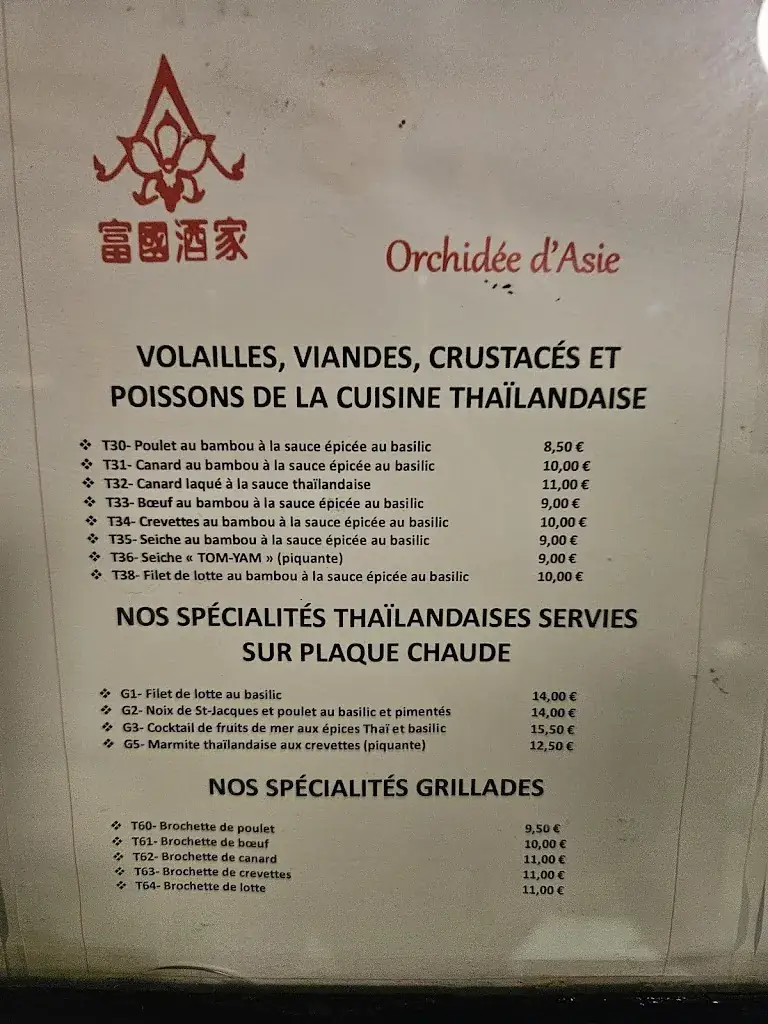 富國酒家
Orchidée d'Asie
VOLAILLES, VIANDES, CRUSTACÉS ET
POISSONS DE LA CUISINE THAÏLANDAISE
❖ T30- Poulet au bambou à la sauce épicée au basilic 8,50 €
❖ T31- Canard au bambou à la sauce épicée au basilic 10,00 €
❖ T32- Canard laqué à la sauce thaïlandaise 11,00 €
❖ T33- Bœuf au bambou à la sauce épicée au basilic 9,00 €
❖ T34- Crevettes au bambou à la sauce épicée au basilic 10,00 €
❖ T35- Seiche au bambou à la sauce épicée au basilic 9,00 €
❖ T36- Seiche « TOM-YAM » (piquante) 9,00 €
❖ T38- Filet de lotte au bambou à la sauce épicée au basilic 10,00 €
NOS SPÉCIALITÉS THAÏLANDAISES SERVIES
SUR PLAQUE CHAUDE
❖ G1- Filet de lotte au basilic 14,00 €
❖ G2- Noix de St-Jacques et poulet au basilic et pimentés 14,00 €
❖ G3- Cocktail de fruits de mer aux épices Thaï et basilic 15,50 €
❖ G5- Marmite thaïlandaise aux crevettes (piquante) 12,50 €
NOS SPÉCIALITÉS GRILLADES
❖ T60- Brochette de poulet 9,50 €
❖ T61- Brochette de bœuf 10,00 €
❖ T62- Brochette de canard 11,00 €
❖ T63- Brochette de crevettes 11,00 €
❖ T64- Brochette de lotte 11,00 €